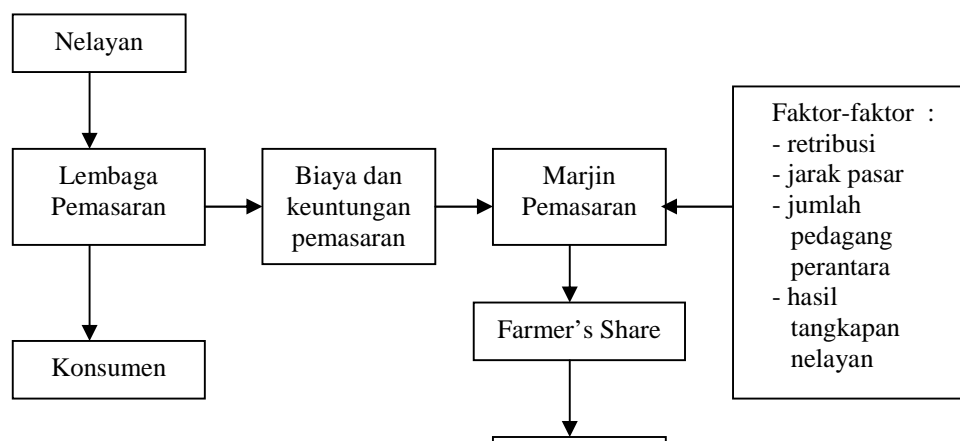 Nelayan
Lembaga
Pemasaran
Biaya dan
keuntungan
pemasaran
Marjin
Pemasaran
Faktor-faktor :
- retribusi
- jarak pasar
- jumlah
pedagang
perantara
- hasil
tangkapan
nelayan
Farmer's Share
Konsumen